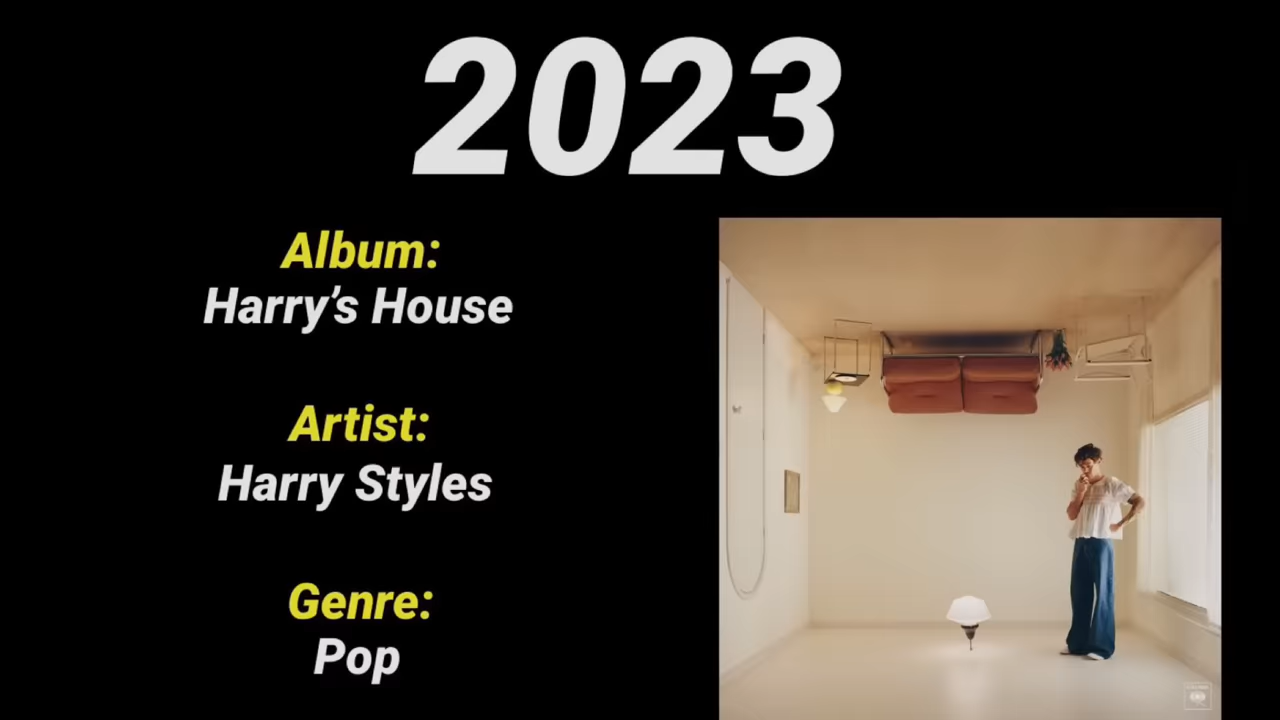 2023
Album:
Harry’s House
Artist:
Harry Styles
Genre:
Pop